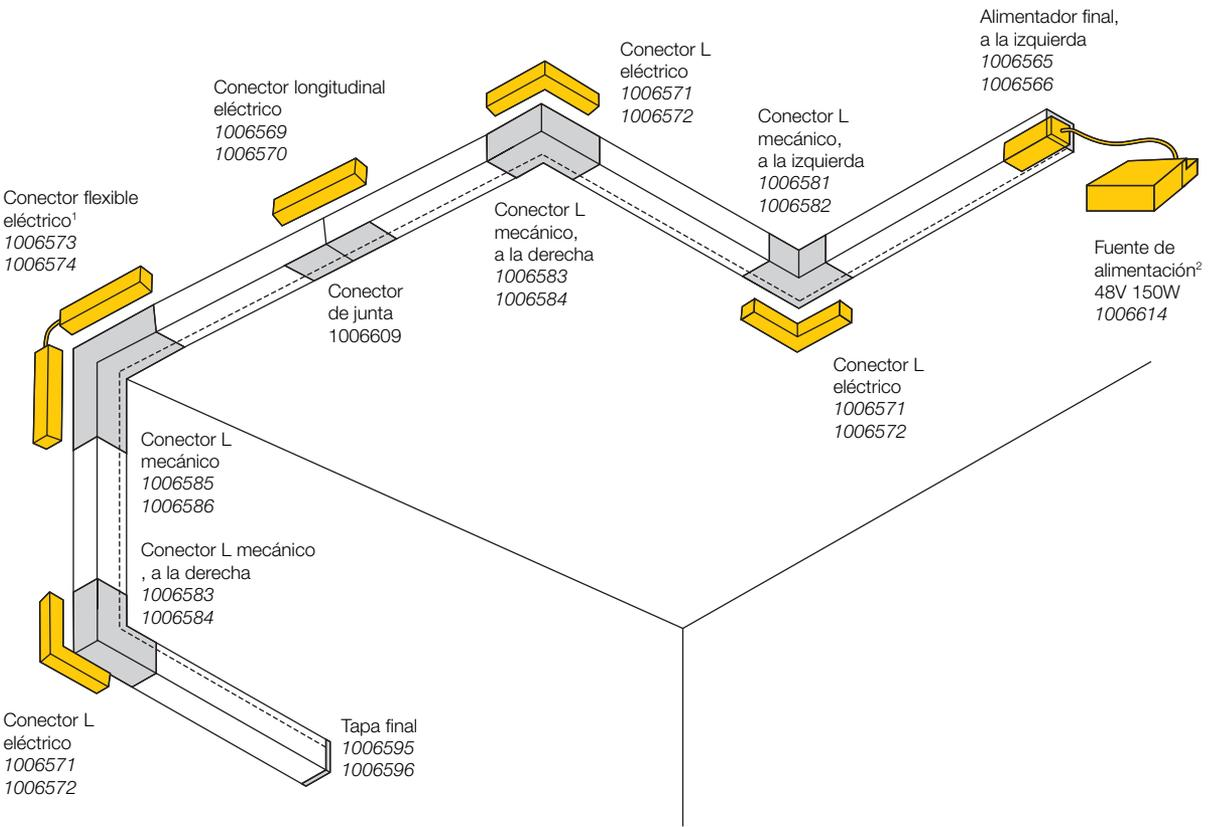 Alimentador final,
a la izquierda
1006565
1006566
Conector L
eléctrico
1006571
1006572
Conector longitudinal
eléctrico
1006569
1006570
Conector L
mecánico,
a la izquierda
1006581
1006582
Conector flexible
eléctrico¹
1006573
1006574
Conector L
mecánico,
a la derecha
1006583
1006584
Fuente de
alimentación²
48V 150W
1006614
Conector
de junta
1006609
Conector L
eléctrico
1006571
1006572
Conector L
mecánico
1006585
1006586
Conector L mecánico
, a la derecha
1006583
1006584
Conector L
eléctrico
1006571
1006572
Tapa final
1006595
1006596